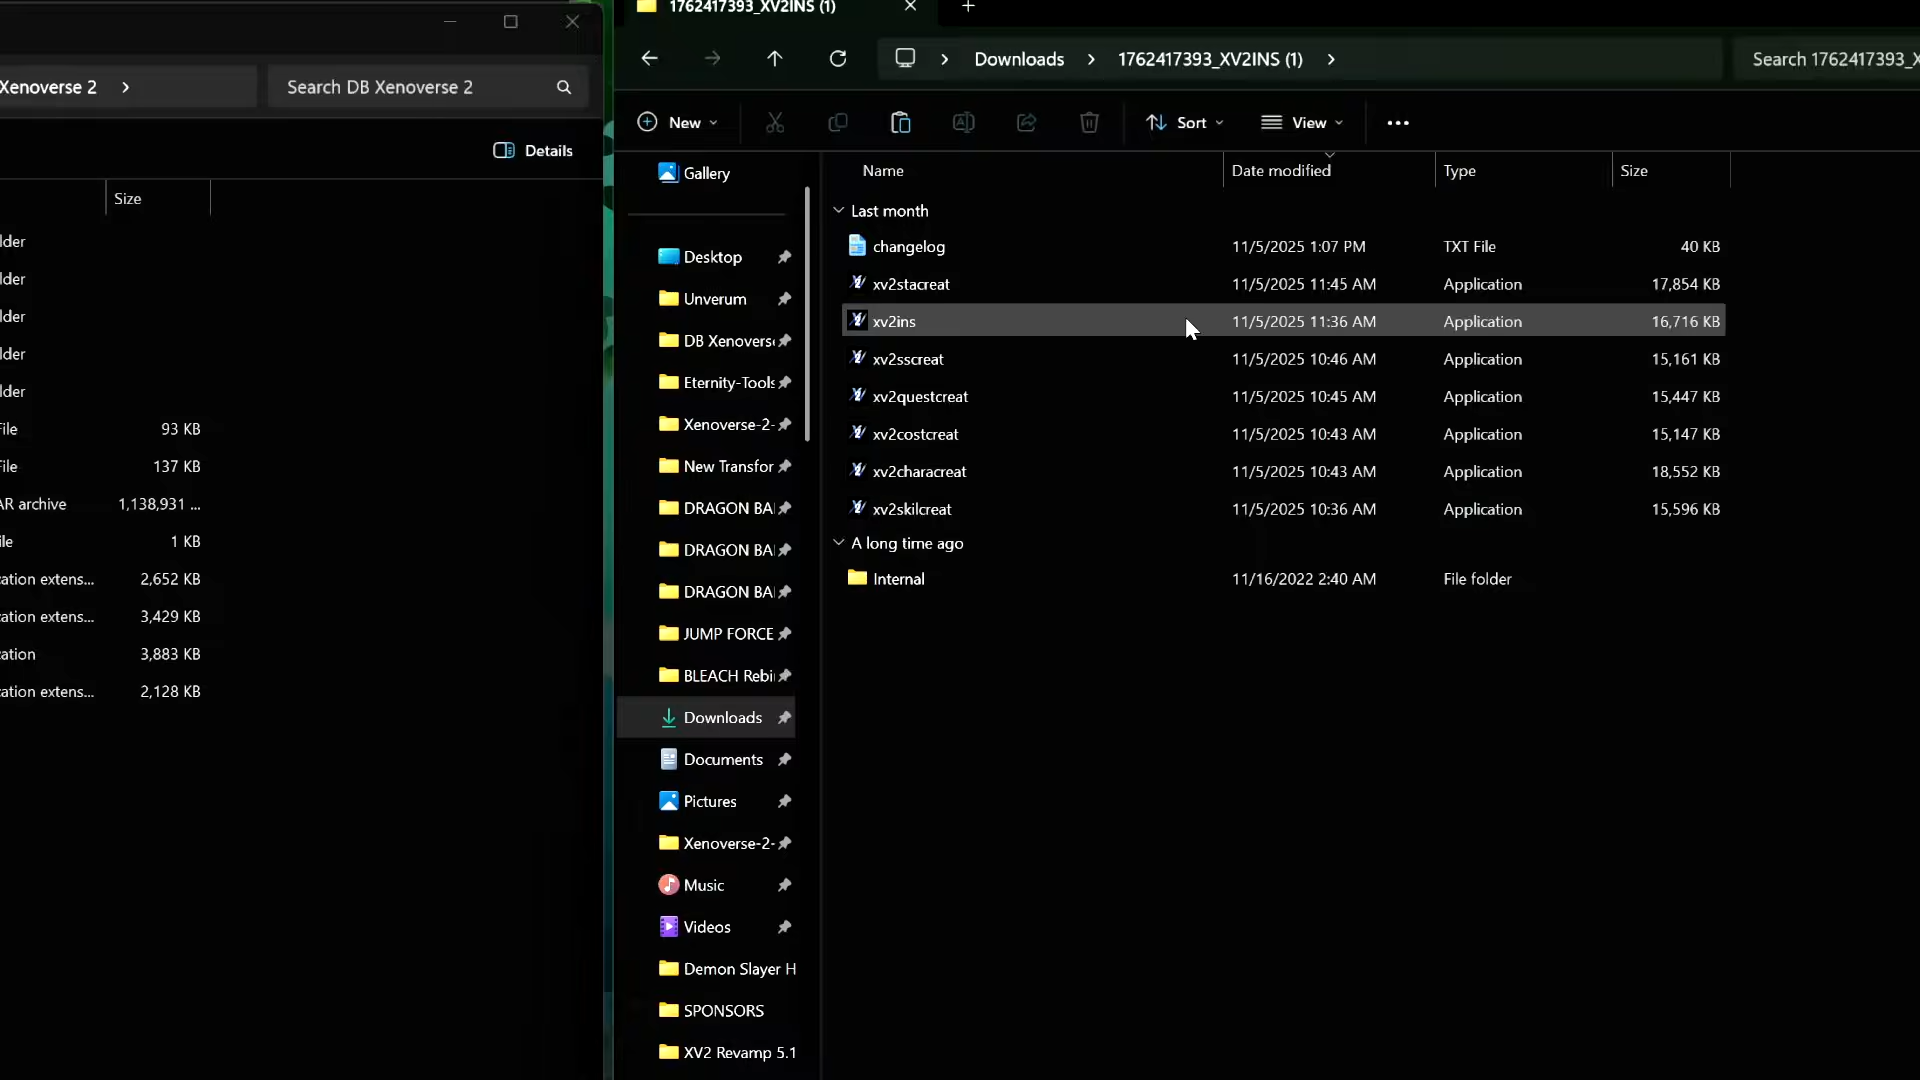 Xenoverse 2
Search DB Xenoverse 2
Details
Size
lder
lder
lder
lder
lder
File
93 KB
File
137 KB
AR archive
1,138,931 ...
ile
1 KB
cation extens...
2,652 KB
cation extens...
3,429 KB
cation
3,883 KB
cation extens...
2,128 KB
1762417393_XV2INS (1)
Downloads
1762417393_XV2INS (1)
Search 1762417393_X
New
Sort
View
Gallery
Desktop
Unverum
DB Xenoverse
Eternity-Tools
Xenoverse-2-
New Transfor
DRAGON BAL
DRAGON BAL
DRAGON BAL
JUMP FORCE
BLEACH Rebi
Downloads
Documents
Pictures
Xenoverse-2-
Music
Videos
Demon Slayer H
SPONSORS
XV2 Revamp 5.1
Name
Date modified
Type
Size
Last month
changelog
11/5/2025 1:07 PM
TXT File
40 KB
xv2stacreat
11/5/2025 11:45 AM
Application
17,854 KB
xv2ins
11/5/2025 11:36 AM
Application
16,716 KB
xv2sscreat
11/5/2025 10:46 AM
Application
15,161 KB
xv2questcreat
11/5/2025 10:45 AM
Application
15,447 KB
xv2costcreat
11/5/2025 10:43 AM
Application
15,147 KB
xv2characreat
11/5/2025 10:43 AM
Application
18,552 KB
xv2skilcreat
11/5/2025 10:36 AM
Application
15,596 KB
A long time ago
Internal
11/16/2022 2:40 AM
File folder